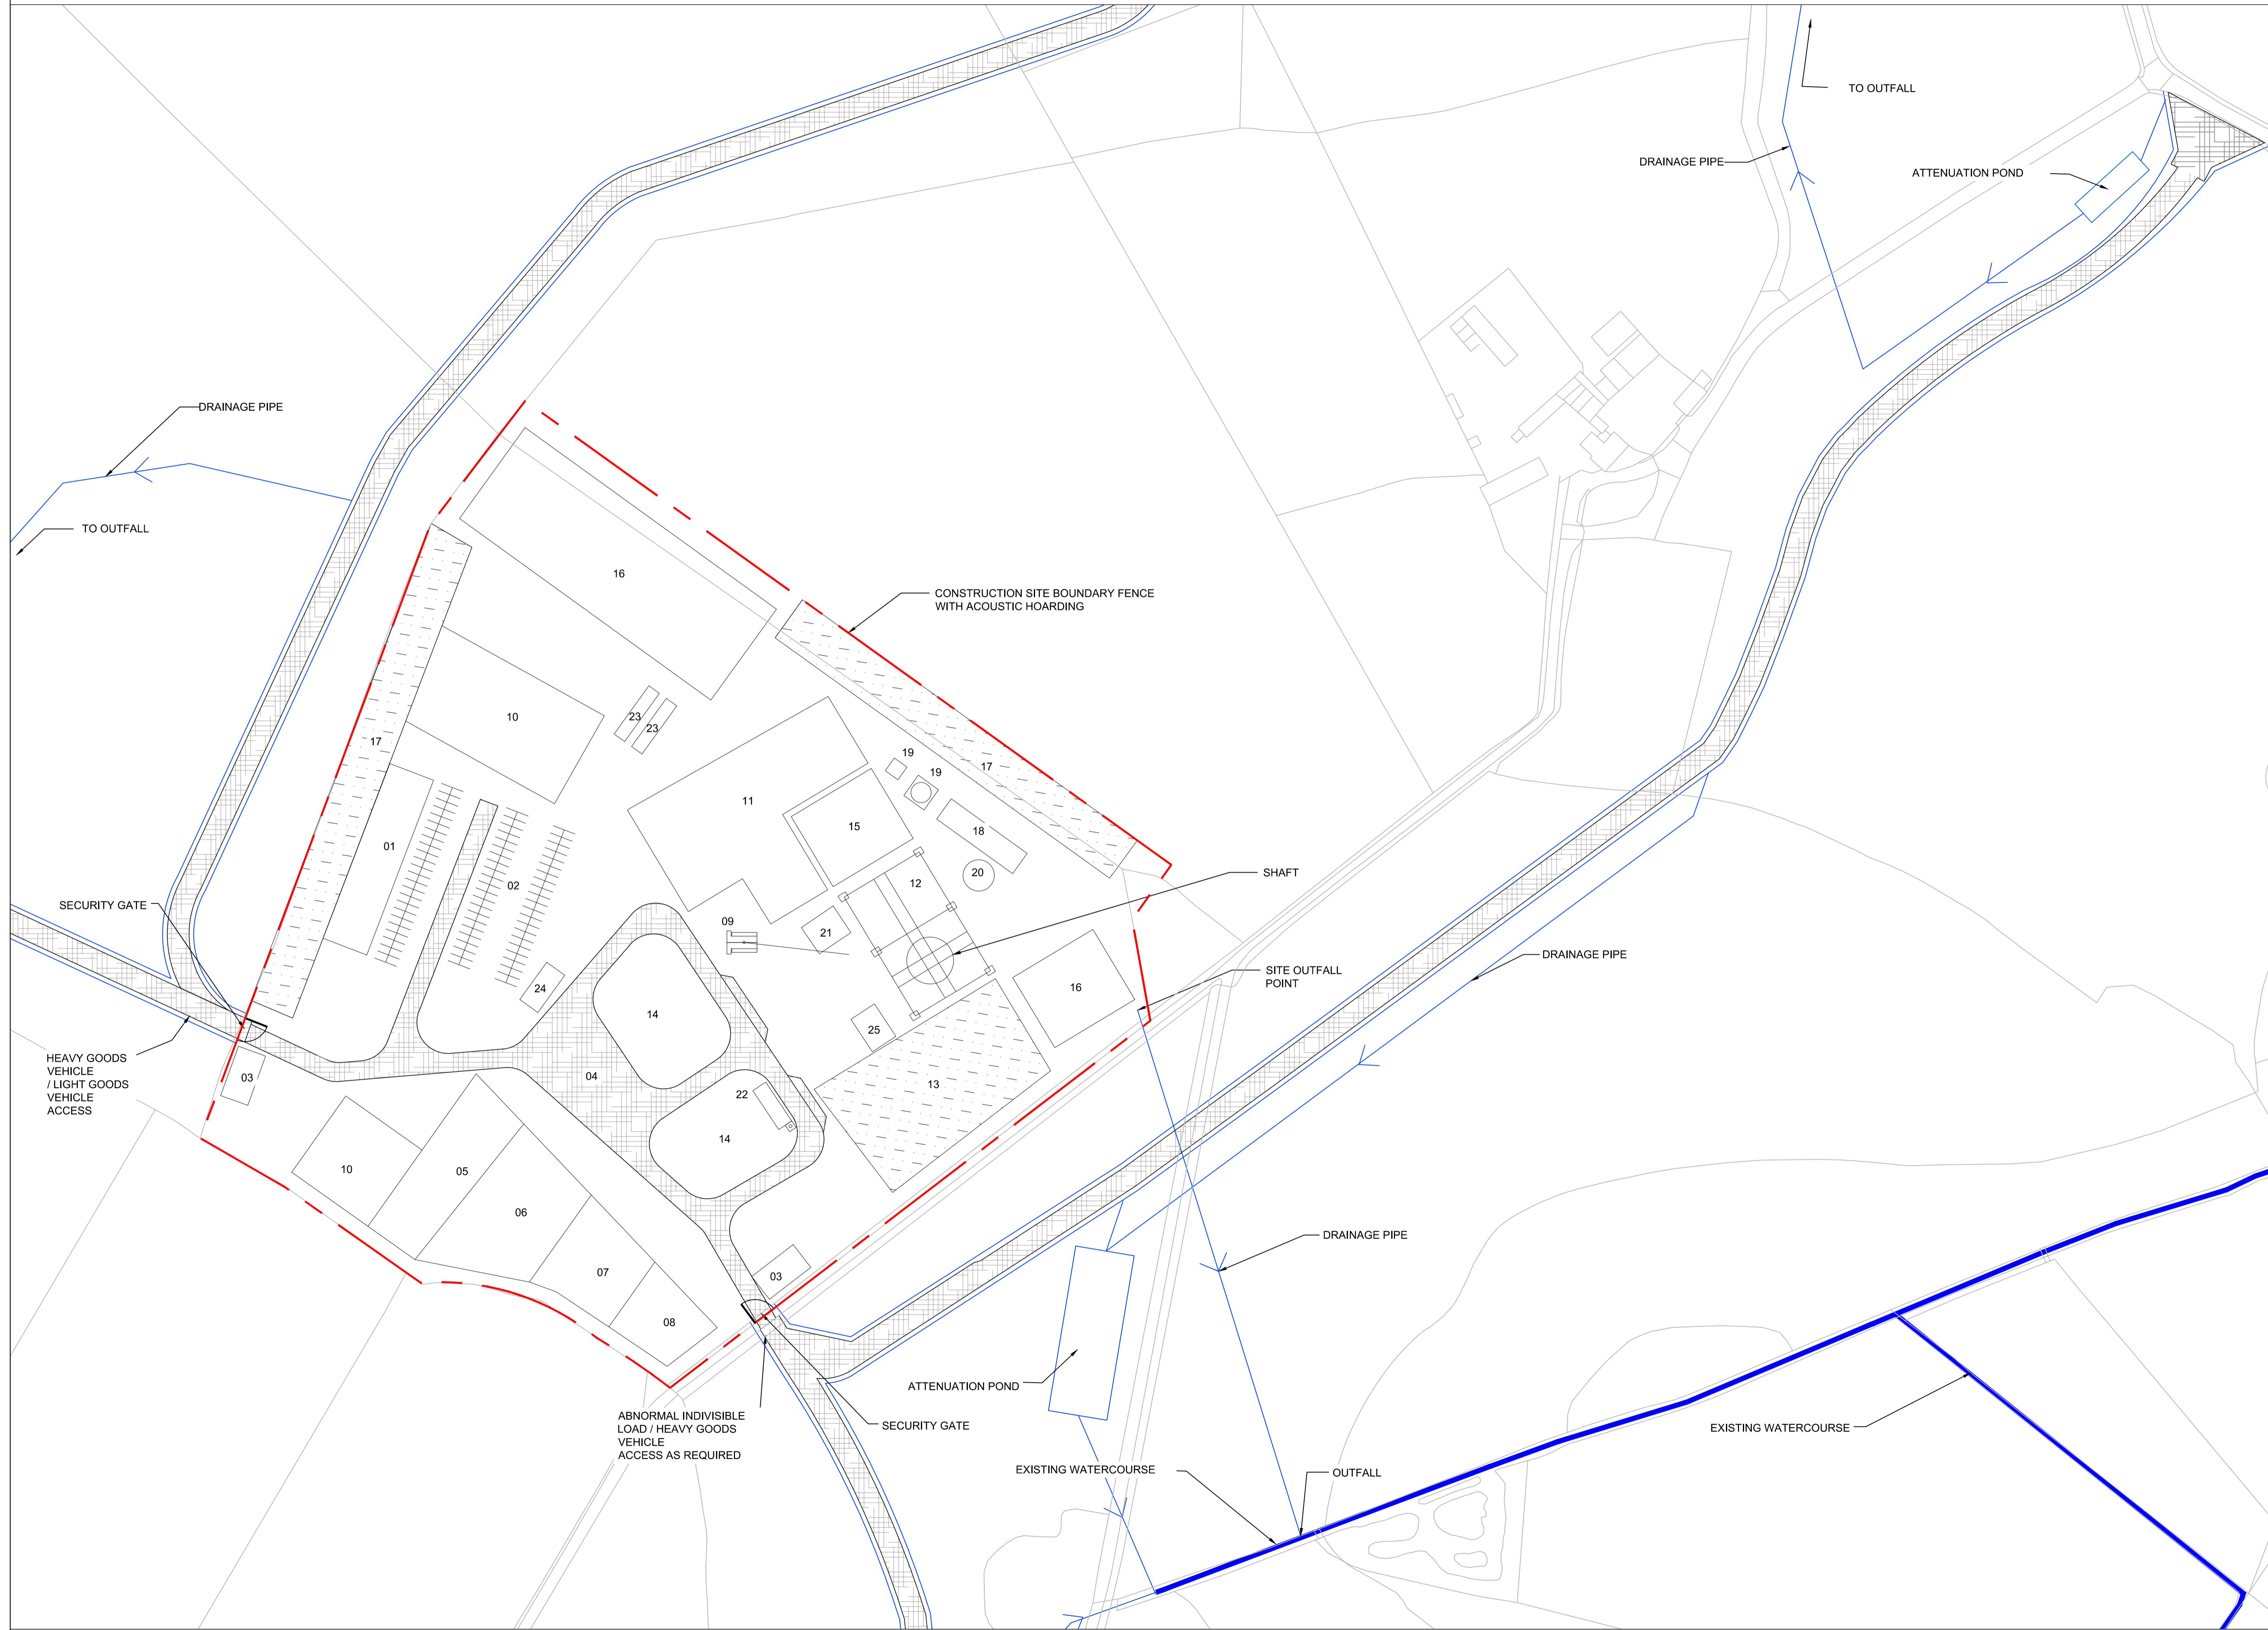 TO OUTFALL
DRAINAGE PIPE
ATTENUATION POND
DRAINAGE PIPE
TO OUTFALL
16
CONSTRUCTION SITE BOUNDARY FENCE
WITH ACOUSTIC HOARDING
10
23
23
17
19
17
19
11
15
18
01
20
12
SHAFT
02
SECURITY GATE
09
21
DRAINAGE PIPE
SITE OUTFALL
POINT
24
16
14
25
HEAVY GOODS
VEHICLE
/ LIGHT GOODS
VEHICLE
ACCESS
03
04
13
22
14
10
05
06
DRAINAGE PIPE
07
03
08
ATTENUATION POND
ABNORMAL INDIVISIBLE
LOAD / HEAVY GOODS
VEHICLE
ACCESS AS REQUIRED
SECURITY GATE
EXISTING WATERCOURSE
EXISTING WATERCOURSE
OUTFALL